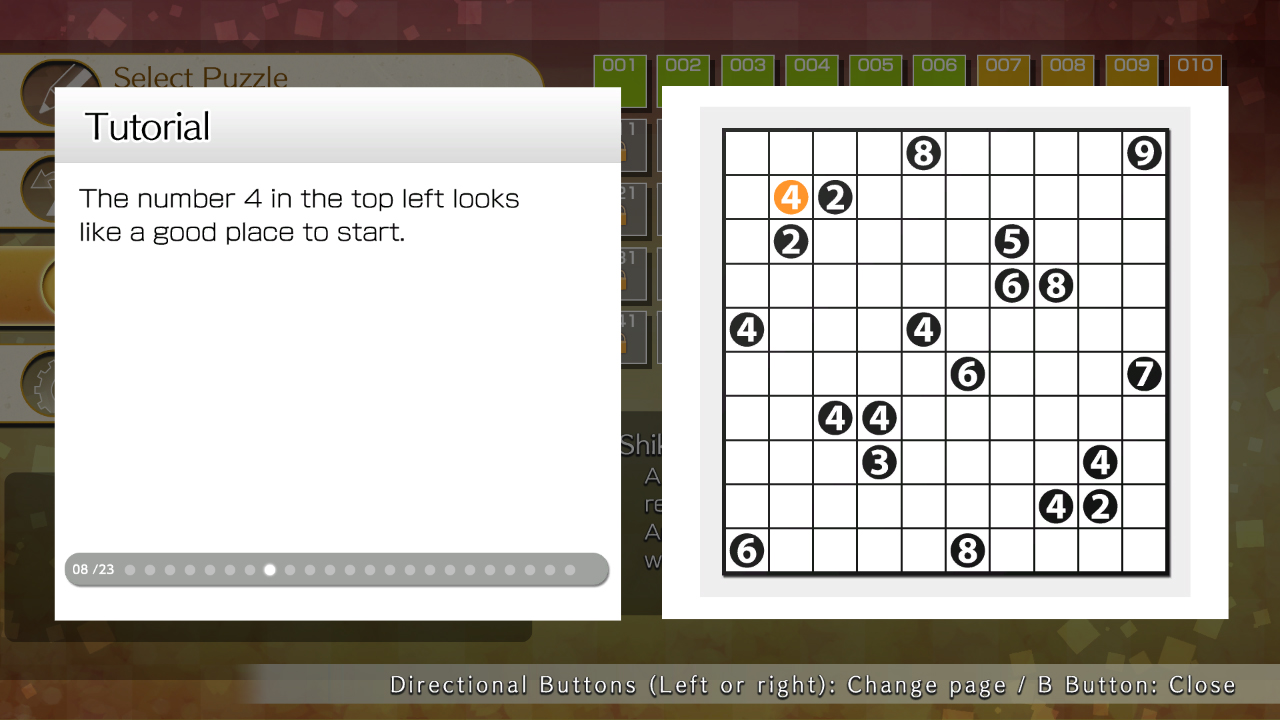 Select Puzzle
001 002 003 004 005 006 007 008 009 010
Tutorial
The number 4 in the top left looks
like a good place to start.
08 /23
8 9
4 2
2 5
6 8
4 4
6 7
4 4
3 4
4 2
6 8
Directional Buttons (Left or right): Change page / B Button: Close